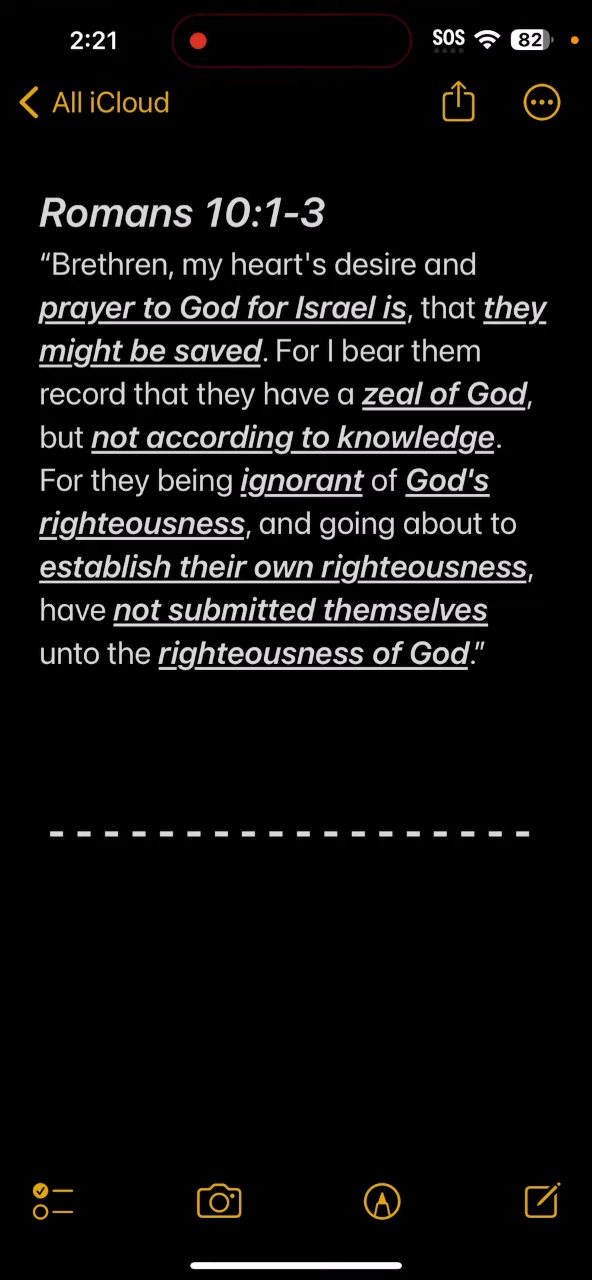 2:21 SOS 82
All iCloud
Romans 10:1-3
“Brethren, my heart's desire and
prayer to God for Israel is, that they
might be saved. For I bear them
record that they have a zeal of God,
but not according to knowledge.
For they being ignorant of God's
righteousness, and going about to
establish their own righteousness,
have not submitted themselves
unto the righteousness of God.”